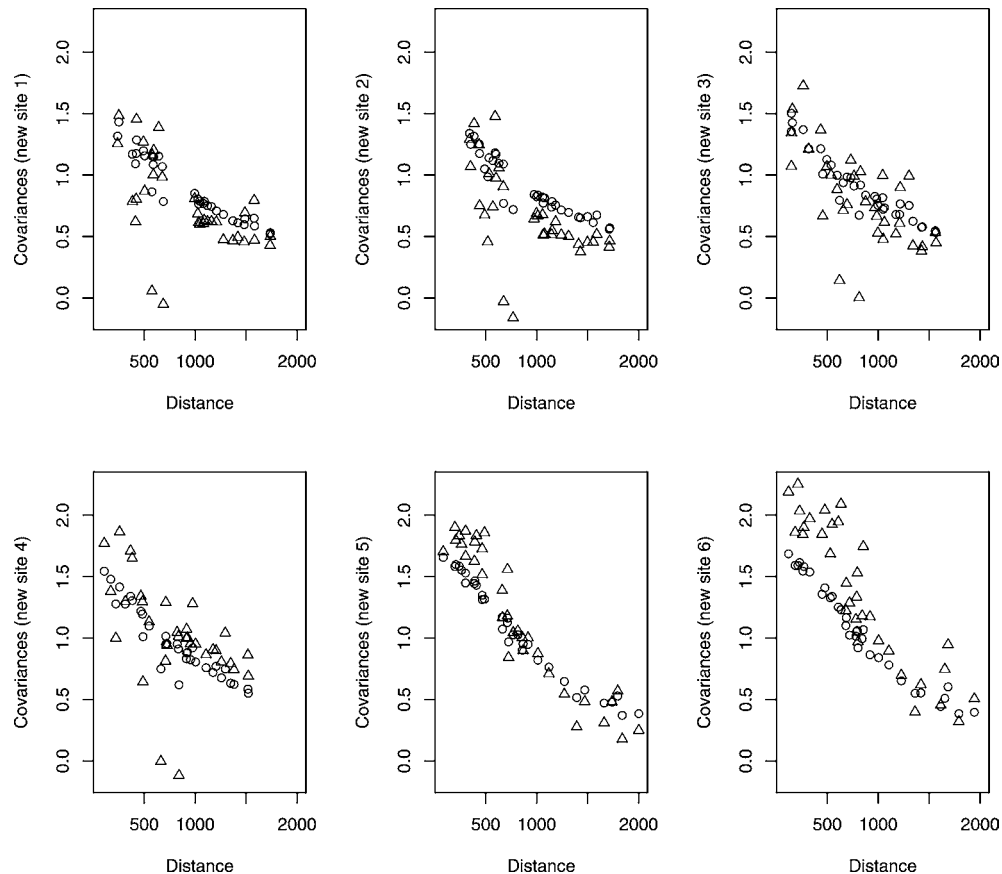 Covariances (new site 1)
0.0 0.5 1.0 1.5 2.0
500 1000 2000
Distance
Covariances (new site 2)
0.0 0.5 1.0 1.5 2.0
500 1000 2000
Distance
Covariances (new site 3)
0.0 0.5 1.0 1.5 2.0
500 1000 2000
Distance
Covariances (new site 4)
0.0 0.5 1.0 1.5 2.0
500 1000 2000
Distance
Covariances (new site 5)
0.0 0.5 1.0 1.5 2.0
500 1000 2000
Distance
Covariances (new site 6)
0.0 0.5 1.0 1.5 2.0
500 1000 2000
Distance